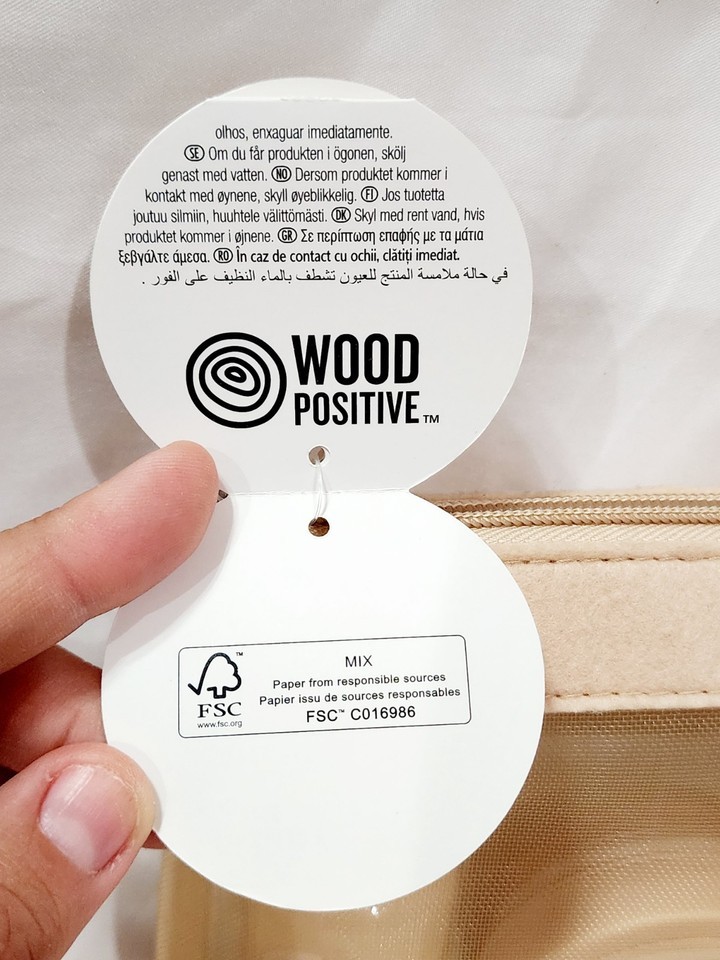 olhos, enxaguar imediatamente.
SE Om du får produkten i ögonen, skölj
genast med vatten. NO Dersom produktet kommer i
kontakt med øynene, skyll øyeblikkelig. FI Jos tuotetta
joutuu silmiin, huuhtele välittömästi. DK Skyl med rent vand, hvis
produktet kommer i øjnene. GR Σε περίπτωση επαφής με τα μάτια
ξεβγάλτε άμεσα. RO În caz de contact cu ochii, clătiți imediat.
في حالة ملامسة المنتج للعيون تشطف بالماء النظيف على الفور .
WOOD
POSITIVE™
FSC
www.fsc.org
MIX
Paper from responsible sources
Papier issu de sources responsables
FSC™ C016986